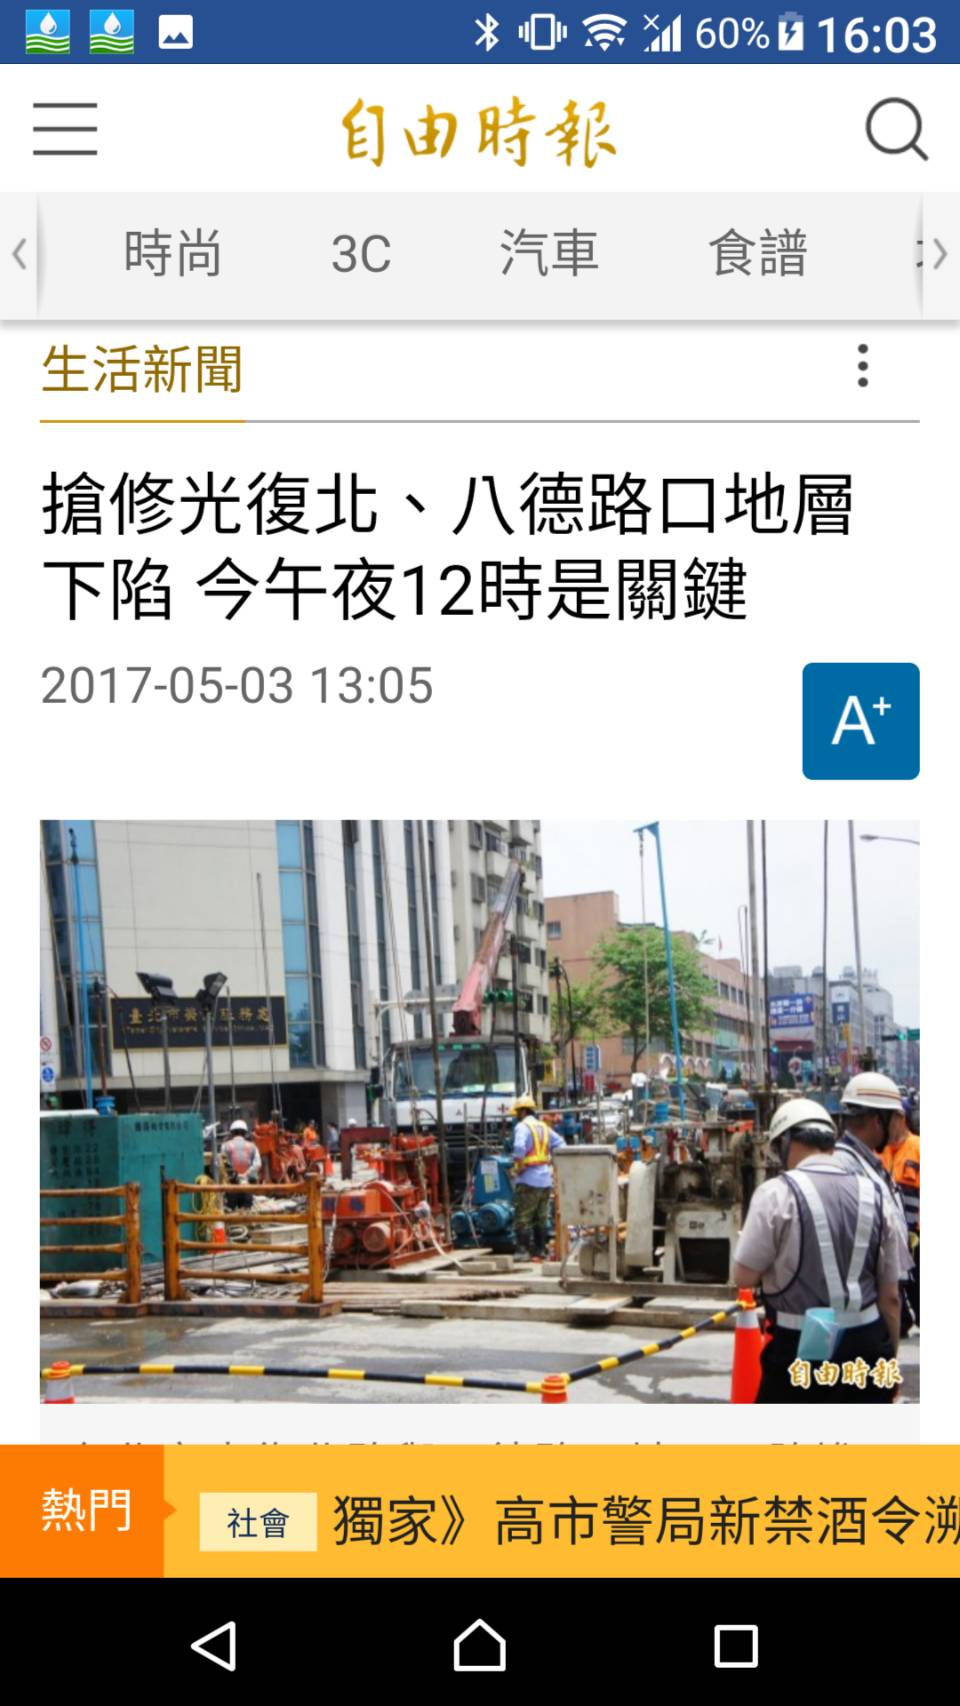 60% 16:03
自由時報
時尚 3C 汽車 食譜
生活新聞
搶修光復北、八德路口地層
下陷 今午夜12時是關鍵
2017-05-03 13:05
A+
自由時報
熱門 社會 獨家》高市警局新禁酒令溯